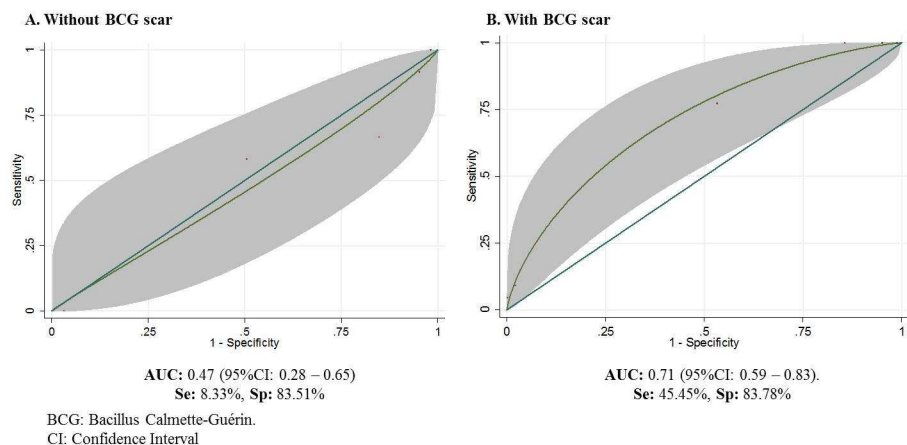 A. Without BCG scar
Sensitivity
0
.25
.5
.75
1
0
.25
.5
.75
1
1 - Specificity
AUC: 0.47 (95%CI: 0.28 – 0.65)
Se: 8.33%, Sp: 83.51%
B. With BCG scar
Sensitivity
0
.25
.5
.75
1
0
.25
.5
.75
1
1 - Specificity
AUC: 0.71 (95%CI: 0.59 – 0.83).
Se: 45.45%, Sp: 83.78%
BCG: Bacillus Calmette-Guérin.
CI: Confidence Interval